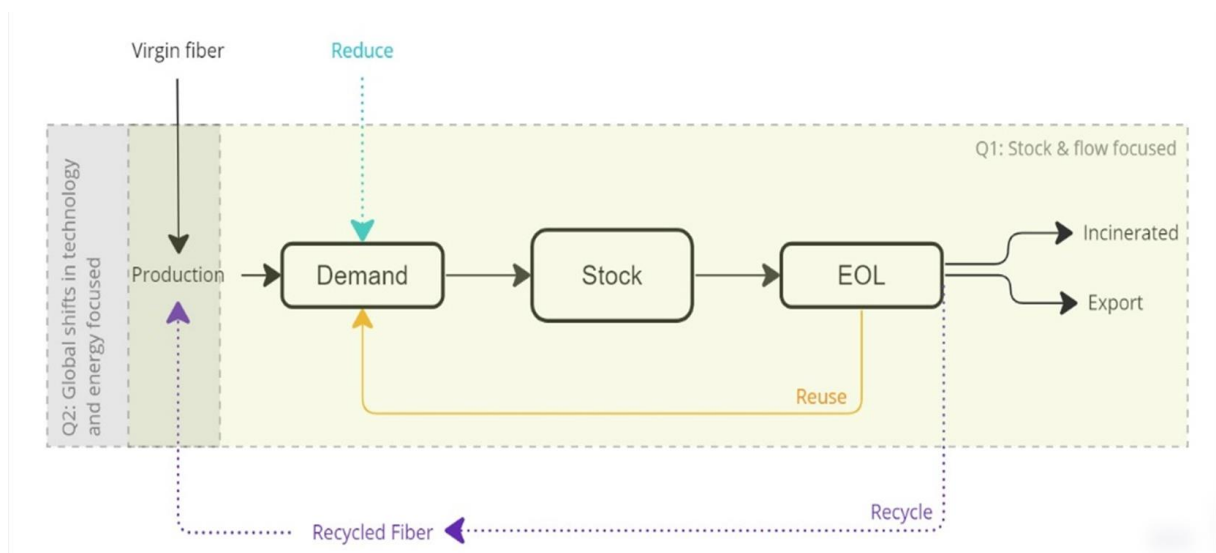 Virgin fiber
Reduce
Q1: Stock & flow focused
Q2: Global shifts in technology
and energy focused
Production
Demand
Stock
EOL
Incinerated
Export
Reuse
Recycle
Recycled Fiber